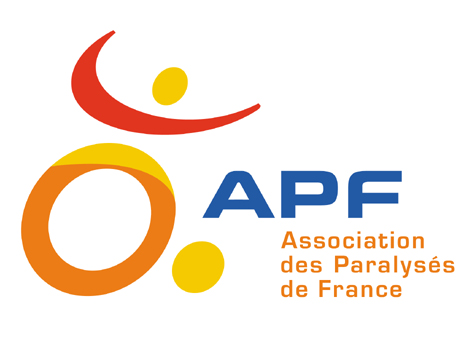 APF
Association
des Paralysés
de France